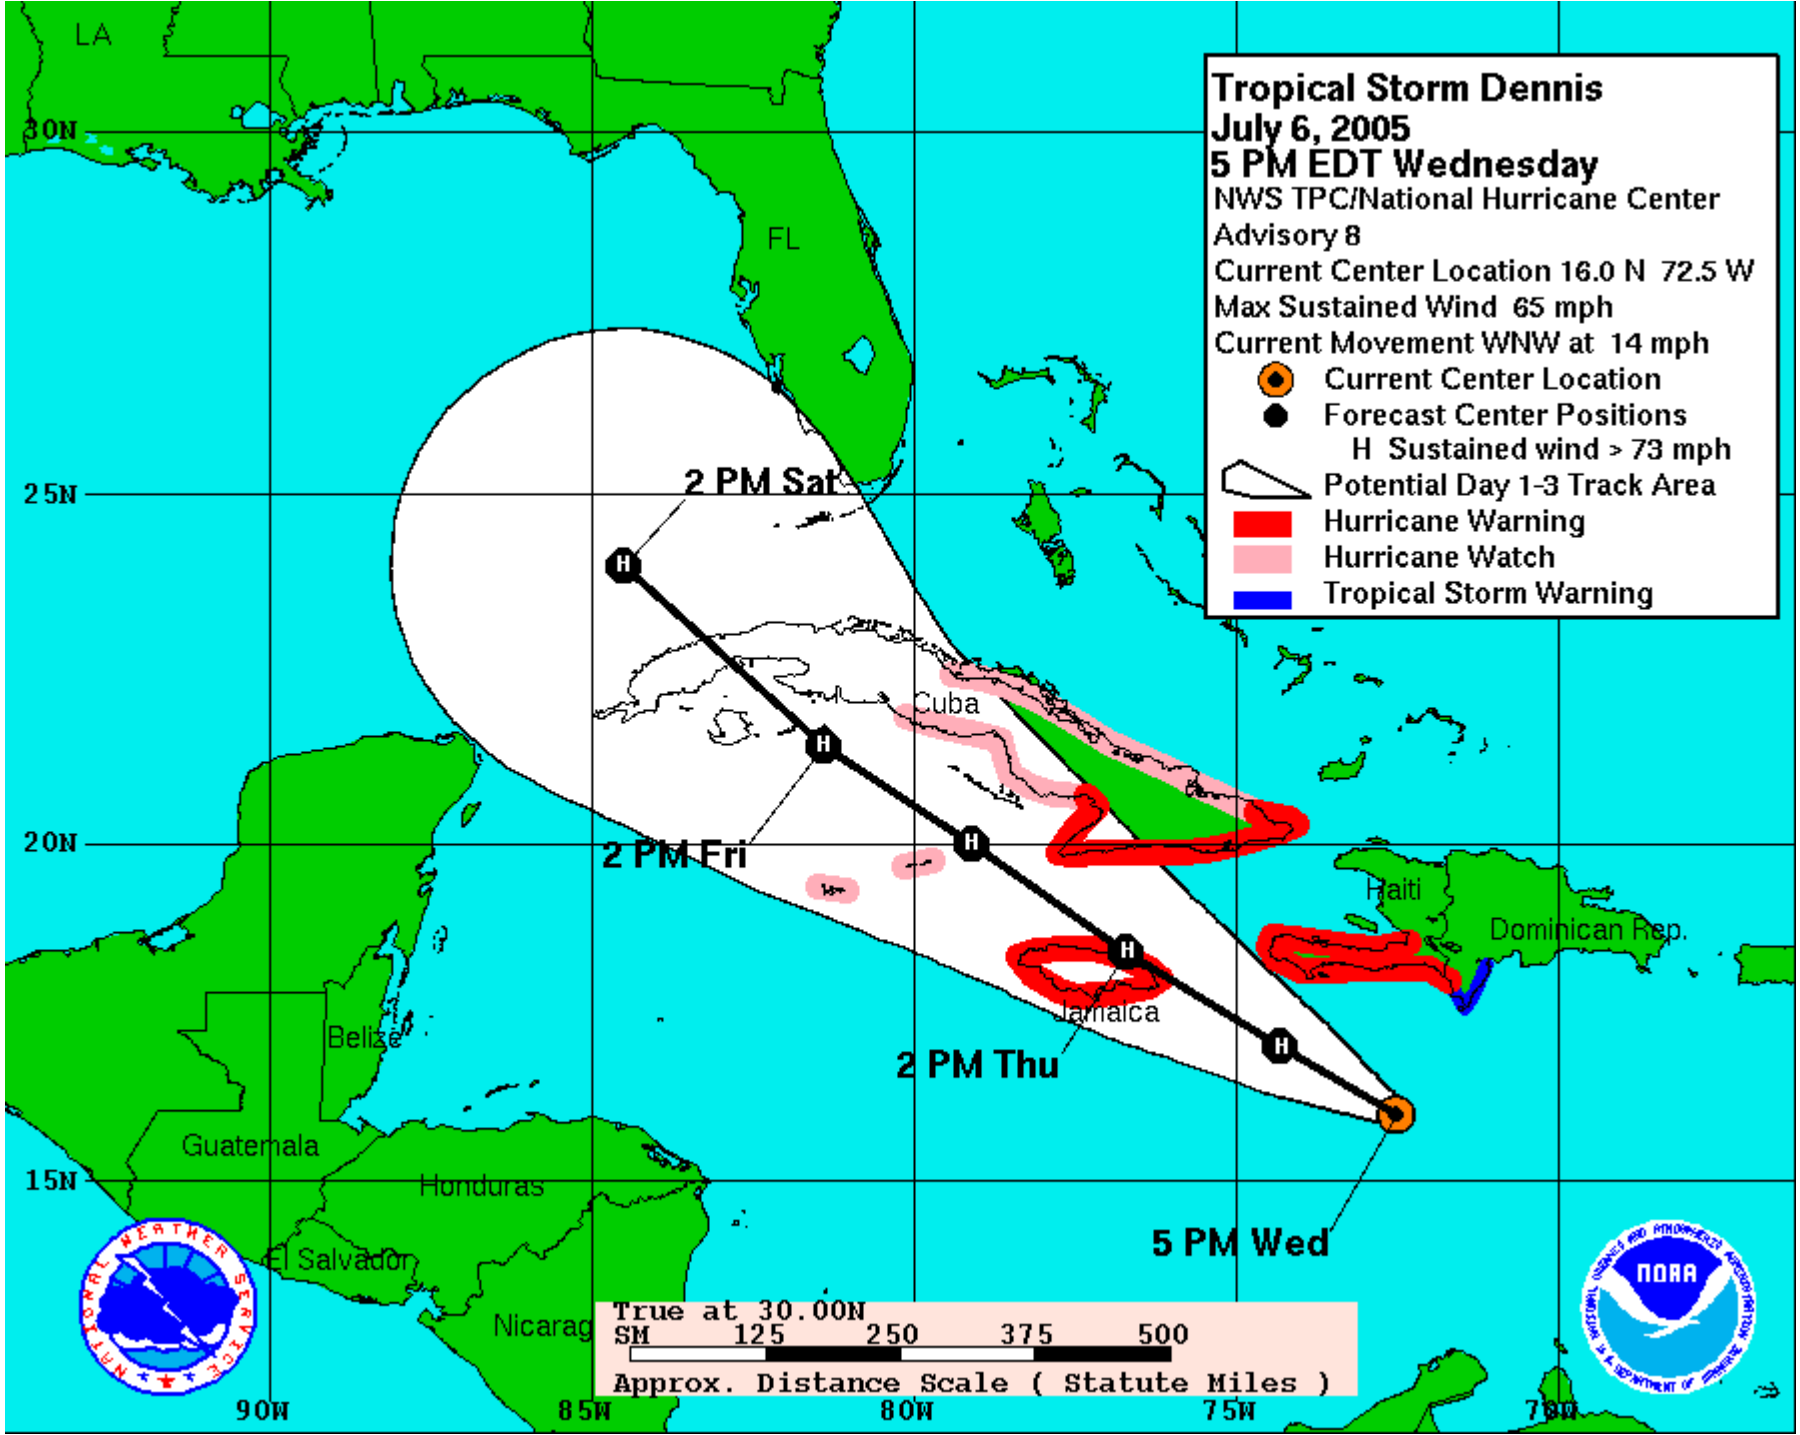 LA
FL
30N
25N
20N
15N
90W
85W
80W
75W
70W
Tropical Storm Dennis
July 6, 2005
5 PM EDT Wednesday
NWS TPC/National Hurricane Center
Advisory 8
Current Center Location 16.0 N 72.5 W
Max Sustained Wind 65 mph
Current Movement WNW at 14 mph
Current Center Location
Forecast Center Positions
H Sustained wind > 73 mph
Potential Day 1-3 Track Area
Hurricane Warning
Hurricane Watch
Tropical Storm Warning
2 PM Sat
H
Cuba
H
2 PM Fri
H
Haiti
Dominican Rep.
H
Jamaica
Belize
H
2 PM Thu
Guatemala
Honduras
5 PM Wed
El Salvador
Nicarag
NATIONAL WEATHER SERVICE
NOAA
True at 30.00N
SM 125 250 375 500
Approx. Distance Scale ( Statute Miles )